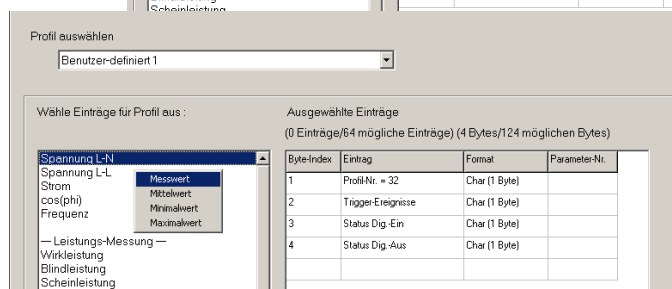 Scheinleistung
Profil auswählen
Benutzer-definiert 1
Wähle Einträge für Profil aus :
Ausgewählte Einträge
(0 Einträge/64 mögliche Einträge) (4 Bytes/124 möglichen Bytes)
Spannung L-N
Spannung L-L
Strom
cos(phi)
Frequenz
— Leistungs-Messung —
Wirkleistung
Blindleistung
Scheinleistung
Messwert
Mittelwert
Minimalwert
Maximalwert
Byte-Index Eintrag Format Parameter-Nr.
1 Profil-Nr. = 32 Char (1 Byte)
2 Trigger-Ereignisse Char (1 Byte)
3 Status Dig.-Ein Char (1 Byte)
4 Status Dig.-Aus Char (1 Byte)